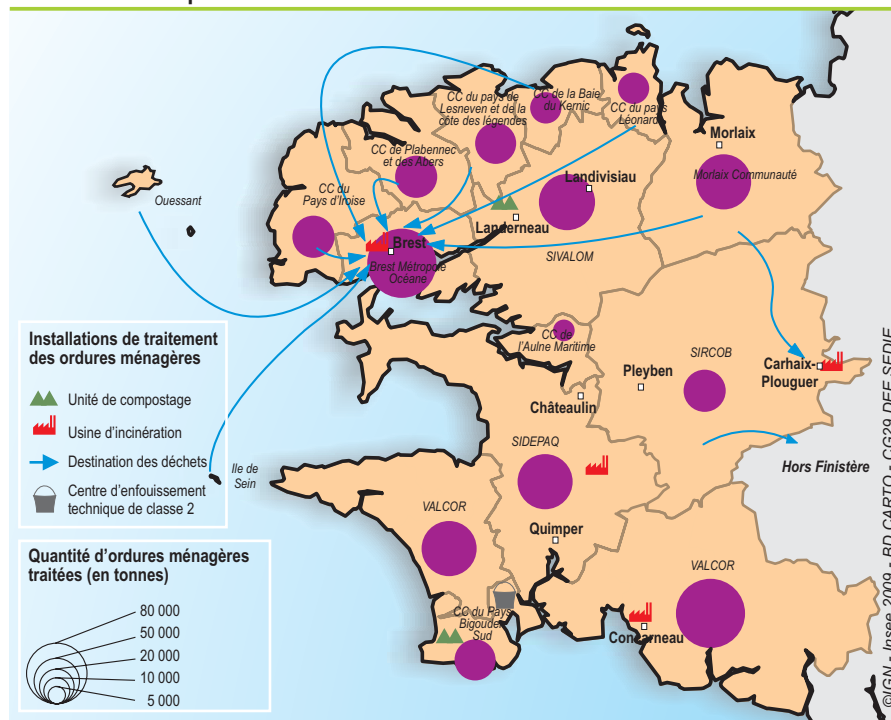 CC du pays de
Lesneven et de la
côte des légendes
CC de la Baie
du Kernic
CC du pays
Léonard
Morlaix
Morlaix Communauté
CC de Plabennec
et des Abers
Landivisiau
Ouessant
CC du
Pays d'Iroise
Landerneau
Brest
Brest Métropole
Océane
SIVALOM
CC de
l'Aulne Maritime
SIRCOB
Carhaix-
Plouguer
Pleyben
Châteaulin
SIDEPAQ
Hors Finistère
Ile de
Sein
VALCOR
Quimper
VALCOR
CC du Pays
Bigouden
Sud
Concarneau
Installations de traitement
des ordures ménagères
Unité de compostage
Usine d'incinération
Destination des déchets
Centre d'enfouissement
technique de classe 2
Quantité d'ordures ménagères
traitées (en tonnes)
80 000
50 000
20 000
10 000
5 000
©IGN - Insee 2009 - BD CARTO - CG29 DEE SEDIE